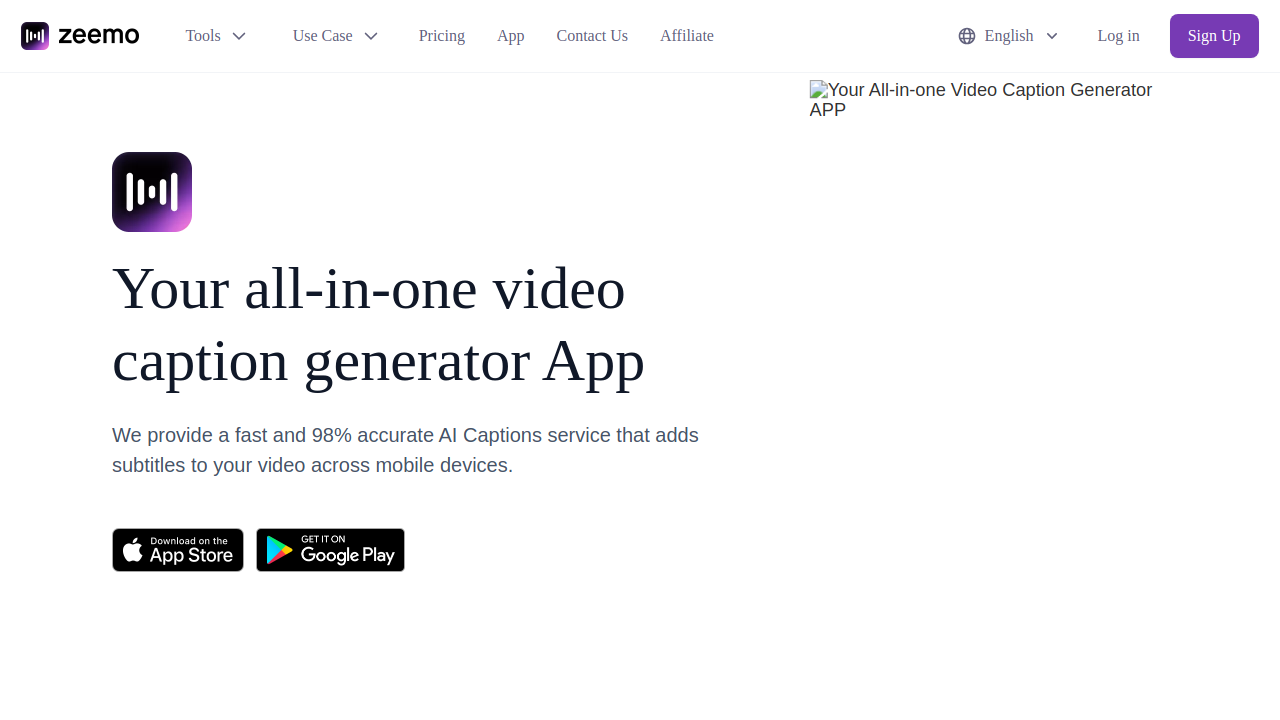 zeemo
Tools
Use Case
Pricing
App
Contact Us
Affiliate
English
Log in
Sign Up
Your All-in-one Video Caption Generator
APP
Your all-in-one video
caption generator App
We provide a fast and 98% accurate AI Captions service that adds
subtitles to your video across mobile devices.
Download on the
App Store
GET IT ON
Google Play